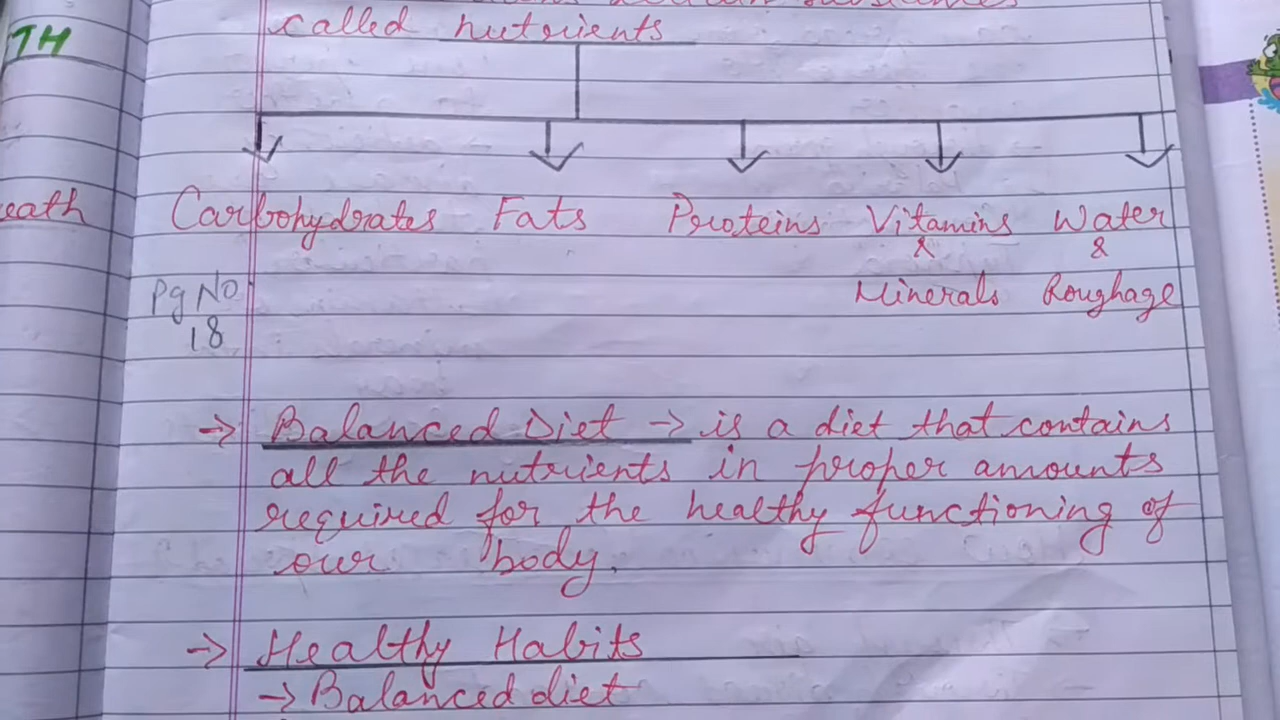 called nutrients
TH
eath
Carbohydrates Fats Proteins Vitamins Water
& &
Minerals Roughage
Pg No
18
→ Balanced Diet → is a diet that contains
all the nutrients in proper amounts
required for the healthy functioning of
our body.
→ Healthy Habits
→ Balanced diet